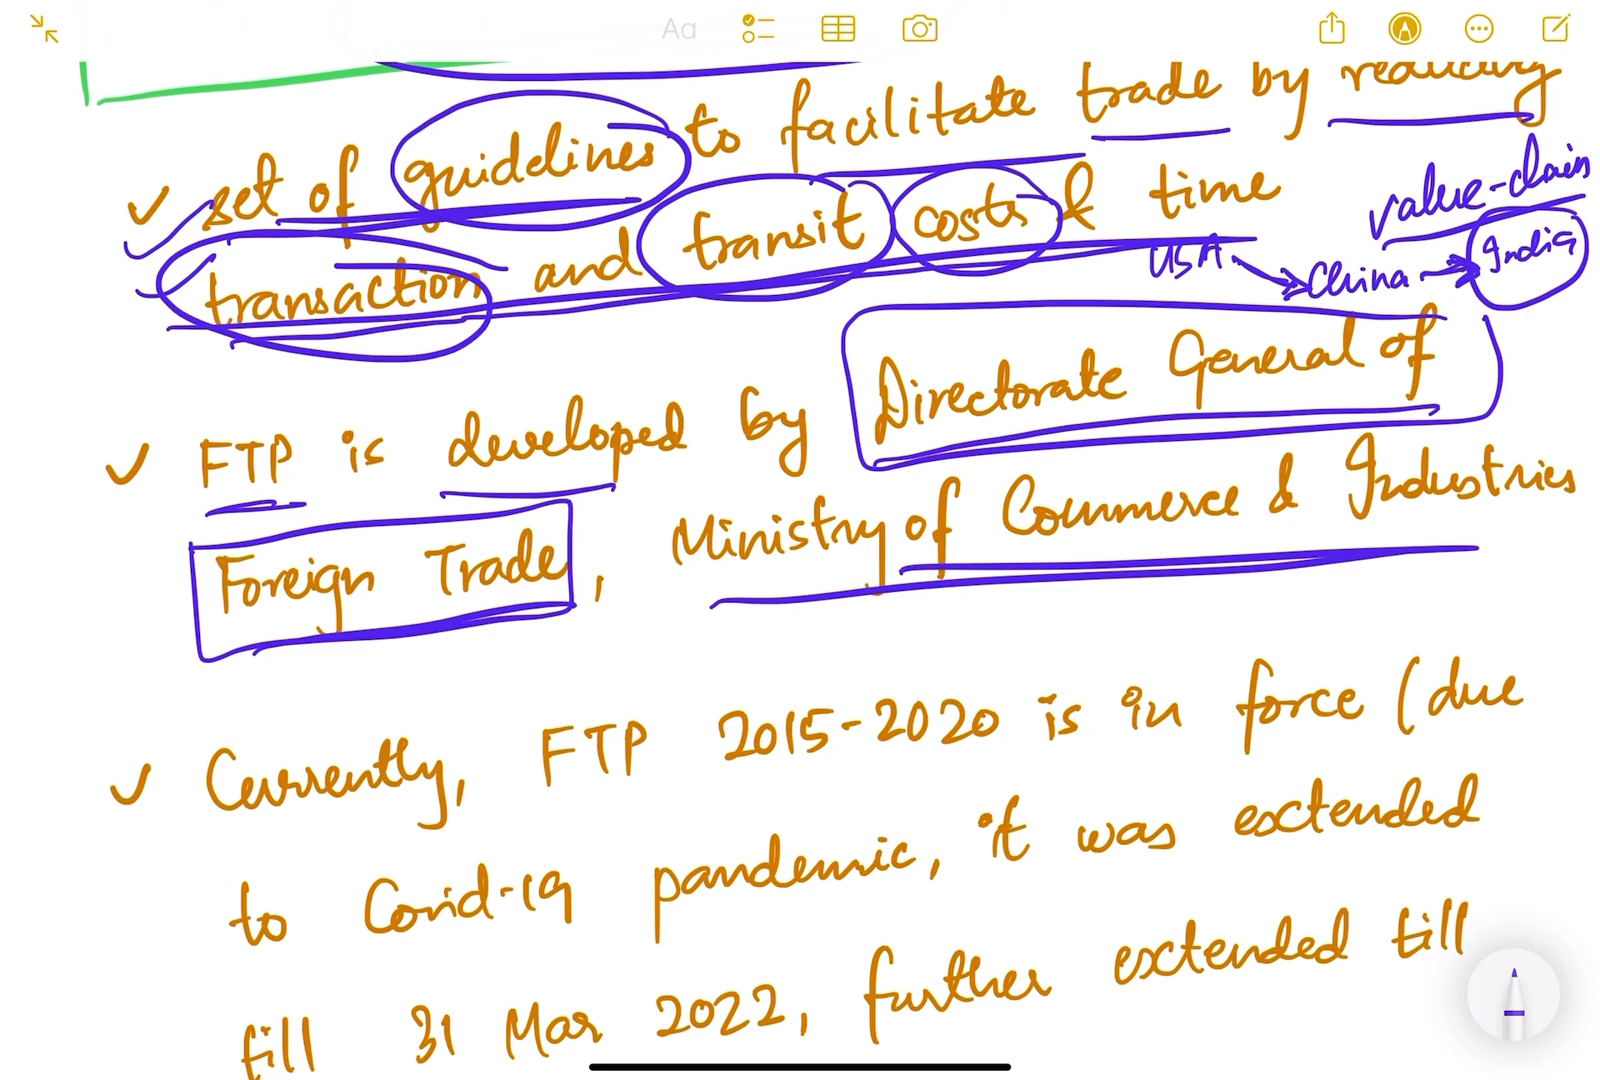 Aa
set of guidelines to facilitate trade by reducing
transaction and transit costs & time
value-chain
USA China India
FTP is developed by Directorate General of
Foreign Trade, Ministry of Commerce & Industries
Currently, FTP 2015-2020 is in force (due
to Covid-19 pandemic, it was extended
till 31 Mar 2022, further extended till